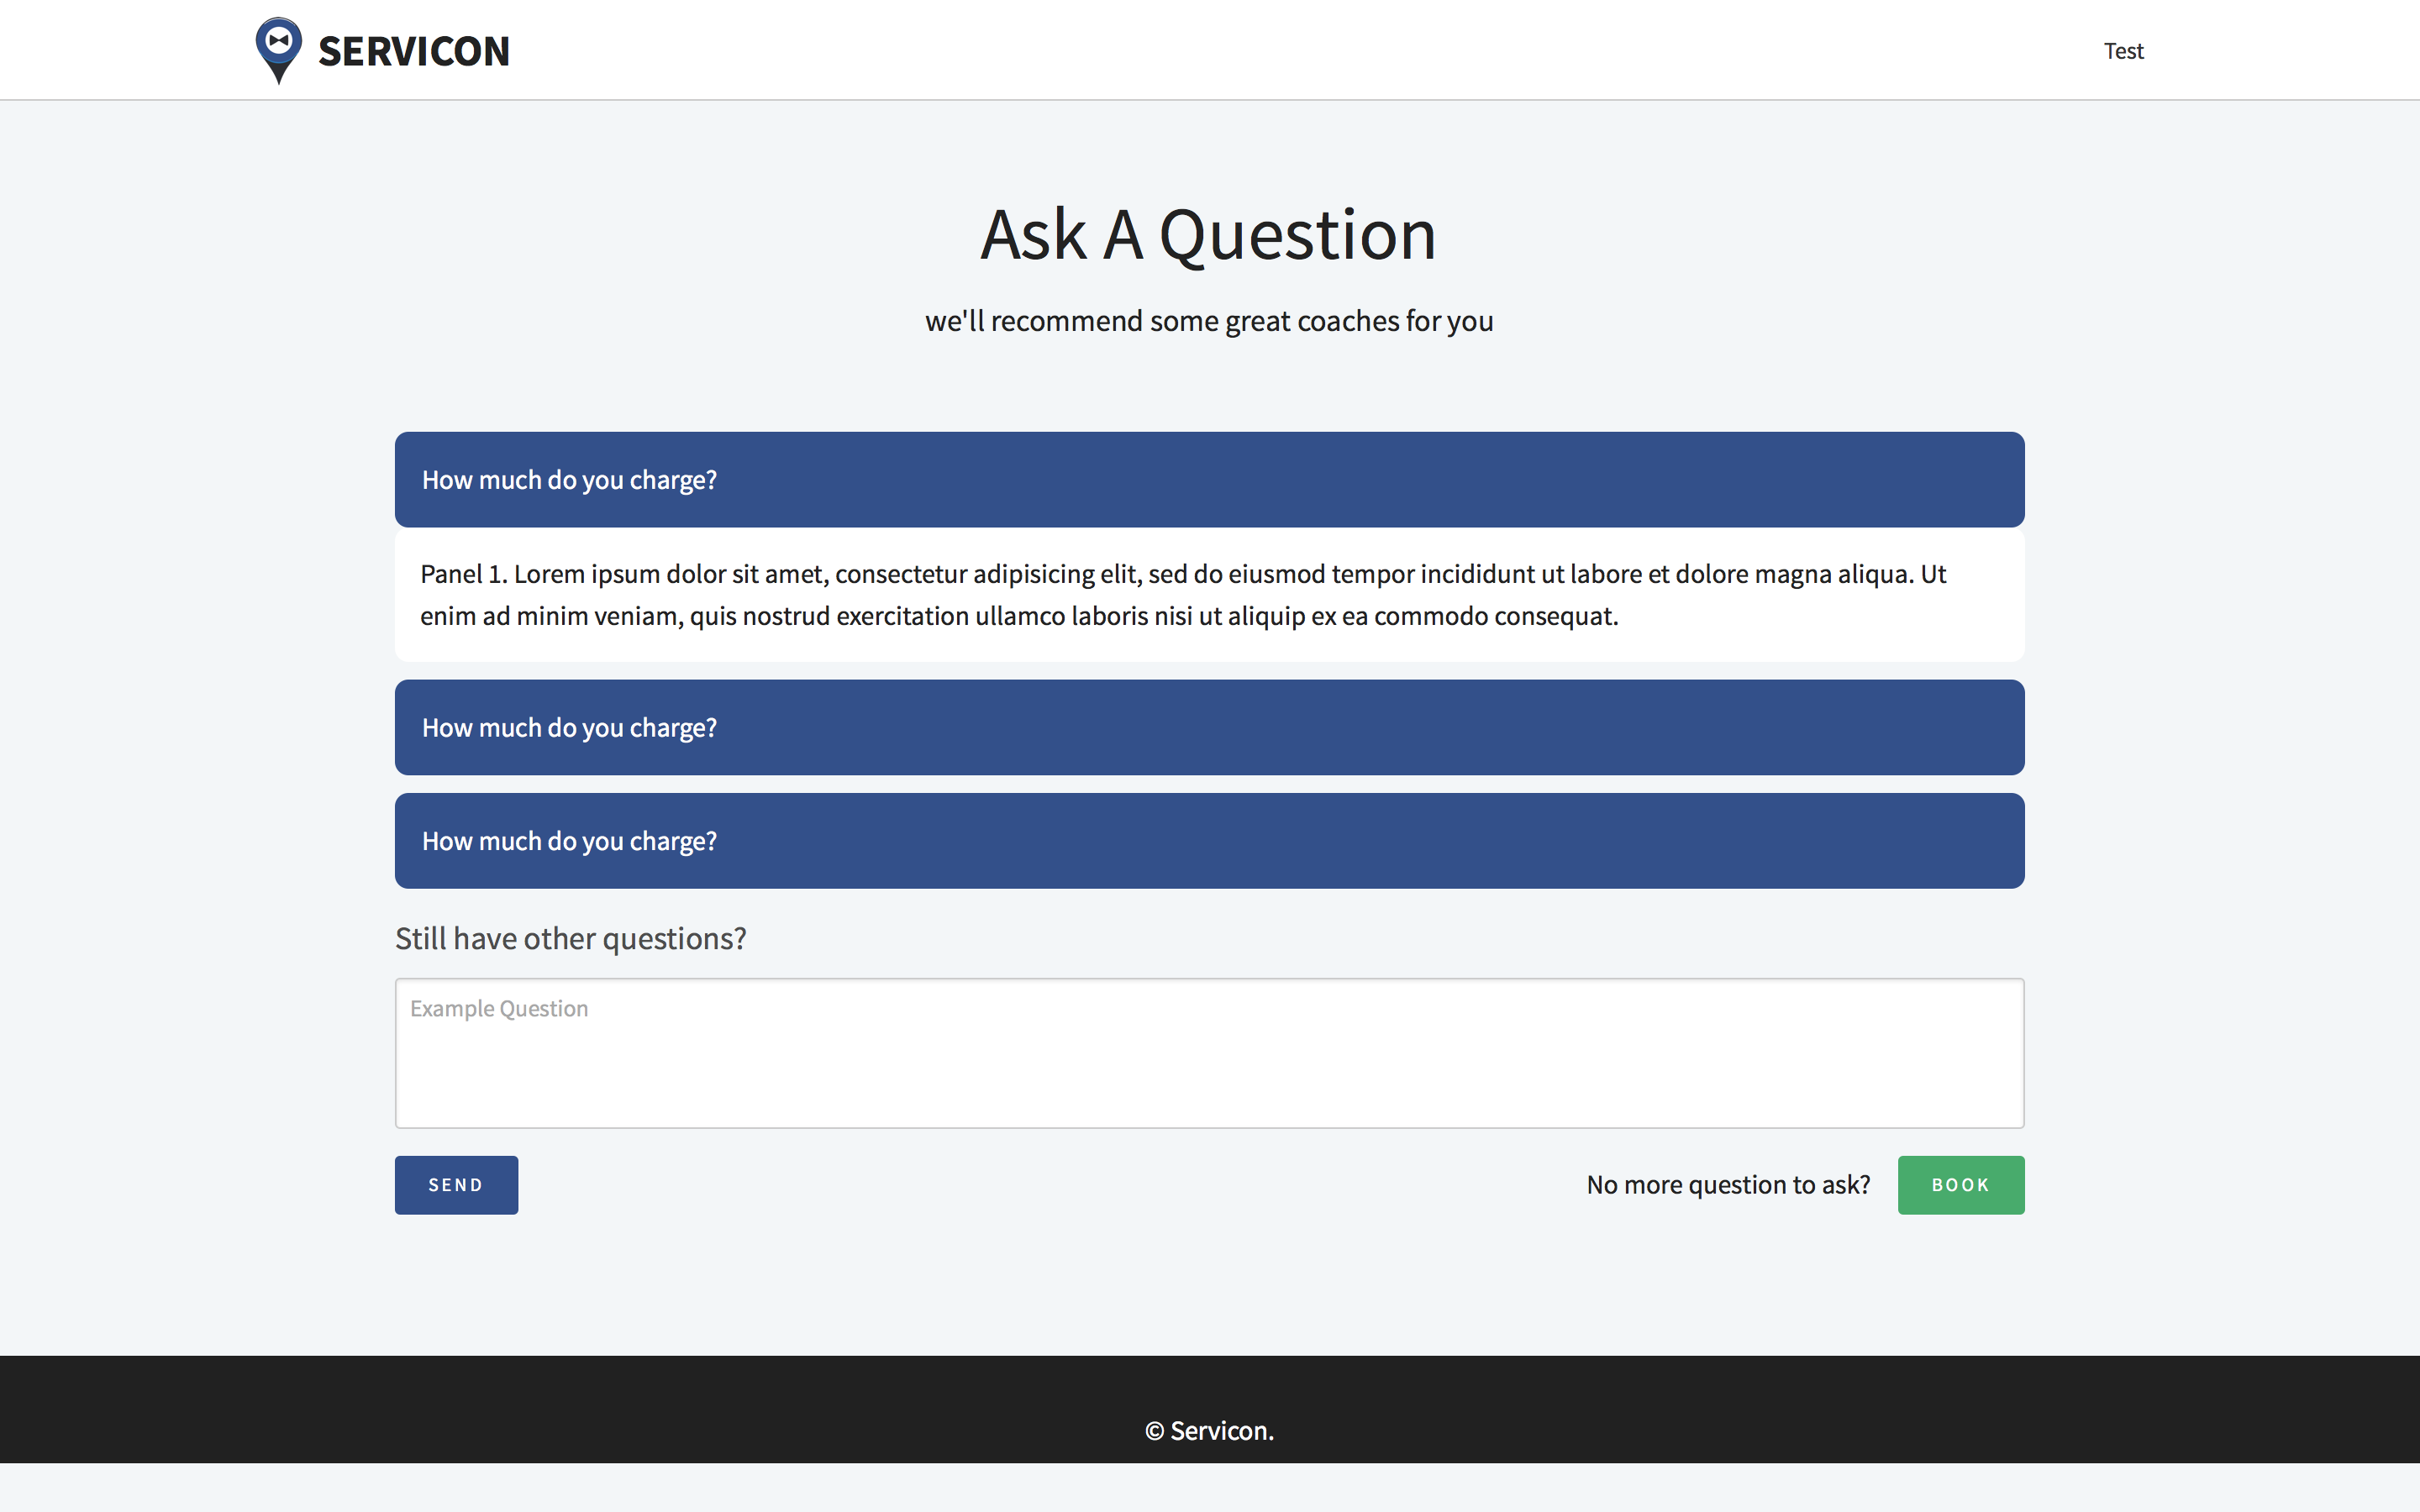 SERVICON
Test
Ask A Question
we'll recommend some great coaches for you
How much do you charge?
Panel 1. Lorem ipsum dolor sit amet, consectetur adipisicing elit, sed do eiusmod tempor incididunt ut labore et dolore magna aliqua. Ut
enim ad minim veniam, quis nostrud exercitation ullamco laboris nisi ut aliquip ex ea commodo consequat.
How much do you charge?
How much do you charge?
Still have other questions?
Example Question
SEND
No more question to ask?
BOOK
© Servicon.